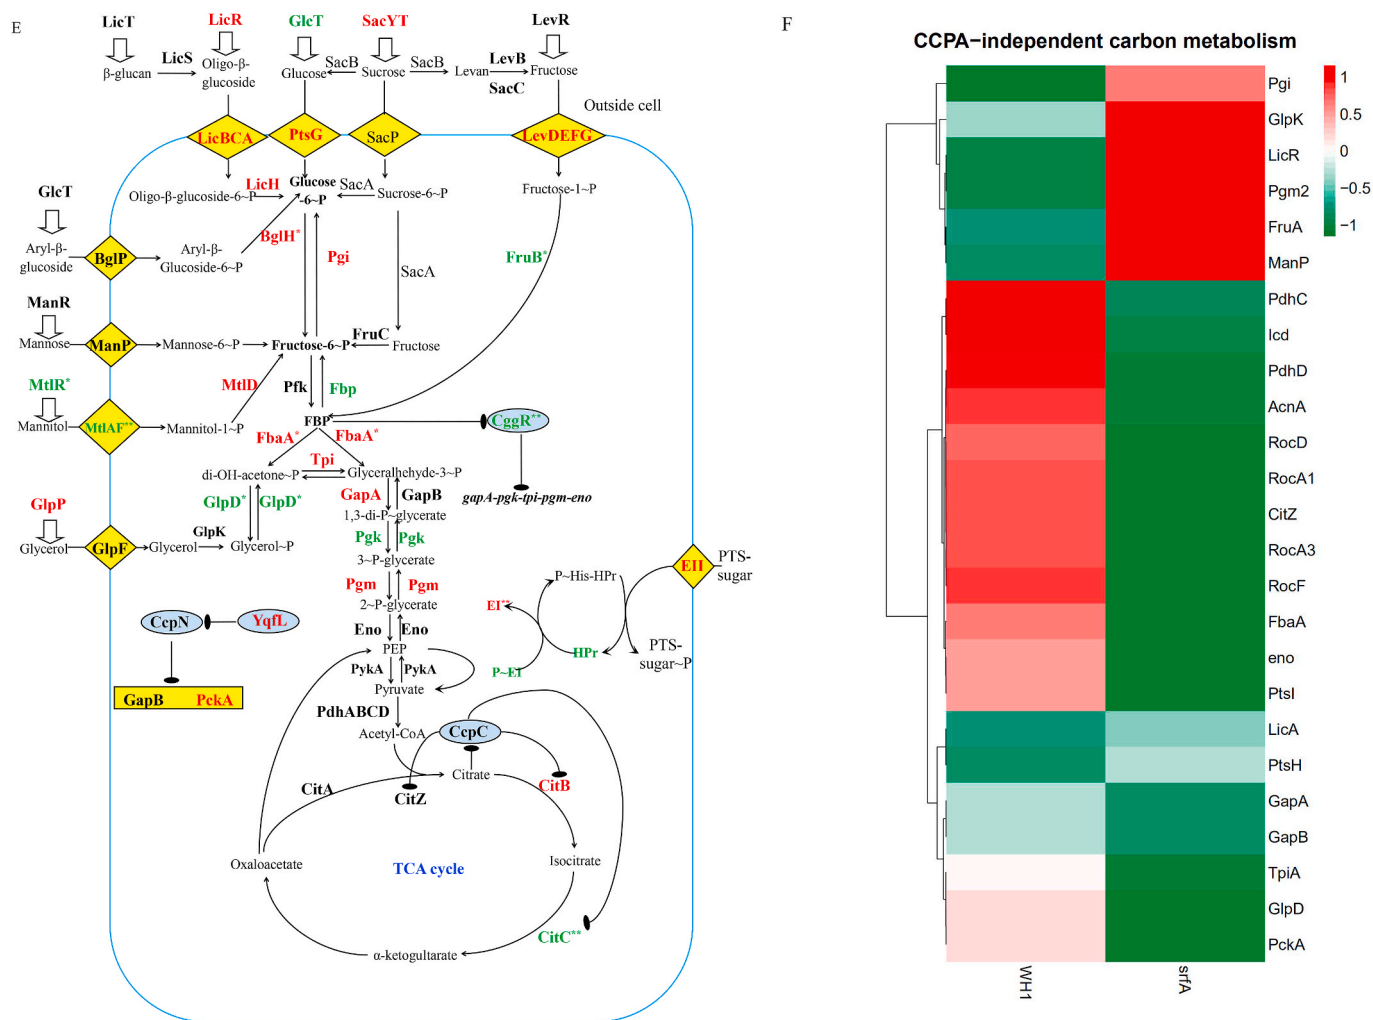 E
LicT
LicR
GlcT
SacYT
LevR
LicS
β-glucan
Oligo-β-
glucoside
Glucose
SacB
Sucrose
SacB
Levan
LevB
SacC
Fructose
Outside cell
LicBCA
PtsG
SacP
LevDEFG
GlcT
Oligo-β-glucoside-6~P
LicH
Glucose
-6~P
SacA
Sucrose-6~P
Fructose-1~P
Aryl-β-
glucoside
BglP
Aryl-β-
Glucoside-6~P
BglH*
Pgi
SacA
FruB*
ManR
Mannose
ManP
Mannose-6~P
Fructose-6~P
FruC
Fructose
MtlR*
MtlD
Pfk
Fbp
Mannitol
MtlAF**
Mannitol-1~P
FBP
CggR**
FbaA*
FbaA*
di-OH-acetone~P
Tpi
Glyceralhehyde-3~P
gapA-pgk-tpi-pgm-eno
GlpP
GlpD*
GlpD*
GapA
GapB
1,3-di-P~glycerate
Glycerol
GlpF
Glycerol
GlpK
Glycerol~P
Pgk
Pgk
3~P-glycerate
Pgm
Pgm
2~P-glycerate
Eno
Eno
PEP
PykA
PykA
Pyruvate
P~His-HPr
EII
PTS-
sugar
EI**
HPr
P~EI
PTS-
sugar~P
CcpN
YqfL
GapB
PckA
PdhABCD
Acetyl-CoA
CcpC
Citrate
CitA
CitZ
CitB
Oxaloacetate
TCA cycle
Isocitrate
CitC**
α-ketogultarate
F
CCPA−independent carbon metabolism
1
0.5
0
−0.5
−1
Pgi
GlpK
LicR
Pgm2
FruA
ManP
PdhC
Icd
PdhD
AcnA
RocD
RocA1
CitZ
RocA3
RocF
FbaA
eno
PtsI
LicA
PtsH
GapA
GapB
TpiA
GlpD
PckA
WH1
srfA